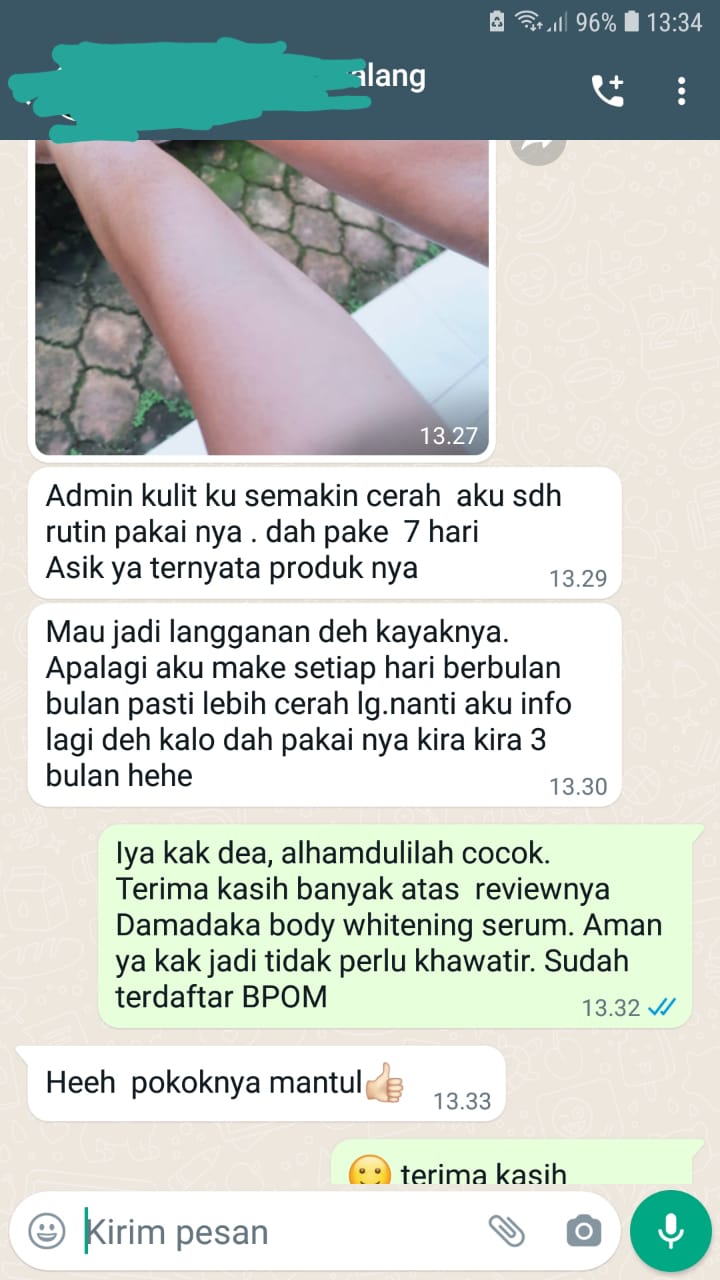 96% 13:34
alang
13.27
Admin kulit ku semakin cerah aku sdh
rutin pakai nya . dah pake 7 hari
Asik ya ternyata produk nya
13.29
Mau jadi langganan deh kayaknya.
Apalagi aku make setiap hari berbulan
bulan pasti lebih cerah lg.nanti aku info
lagi deh kalo dah pakai nya kira kira 3
bulan hehe
13.30
Iya kak dea, alhamdulilah cocok.
Terima kasih banyak atas reviewnya
Damadaka body whitening serum. Aman
ya kak jadi tidak perlu khawatir. Sudah
terdaftar BPOM
13.32
Heeh pokoknya mantul👍🏻
13.33
🙂 terima kasih
Kirim pesan